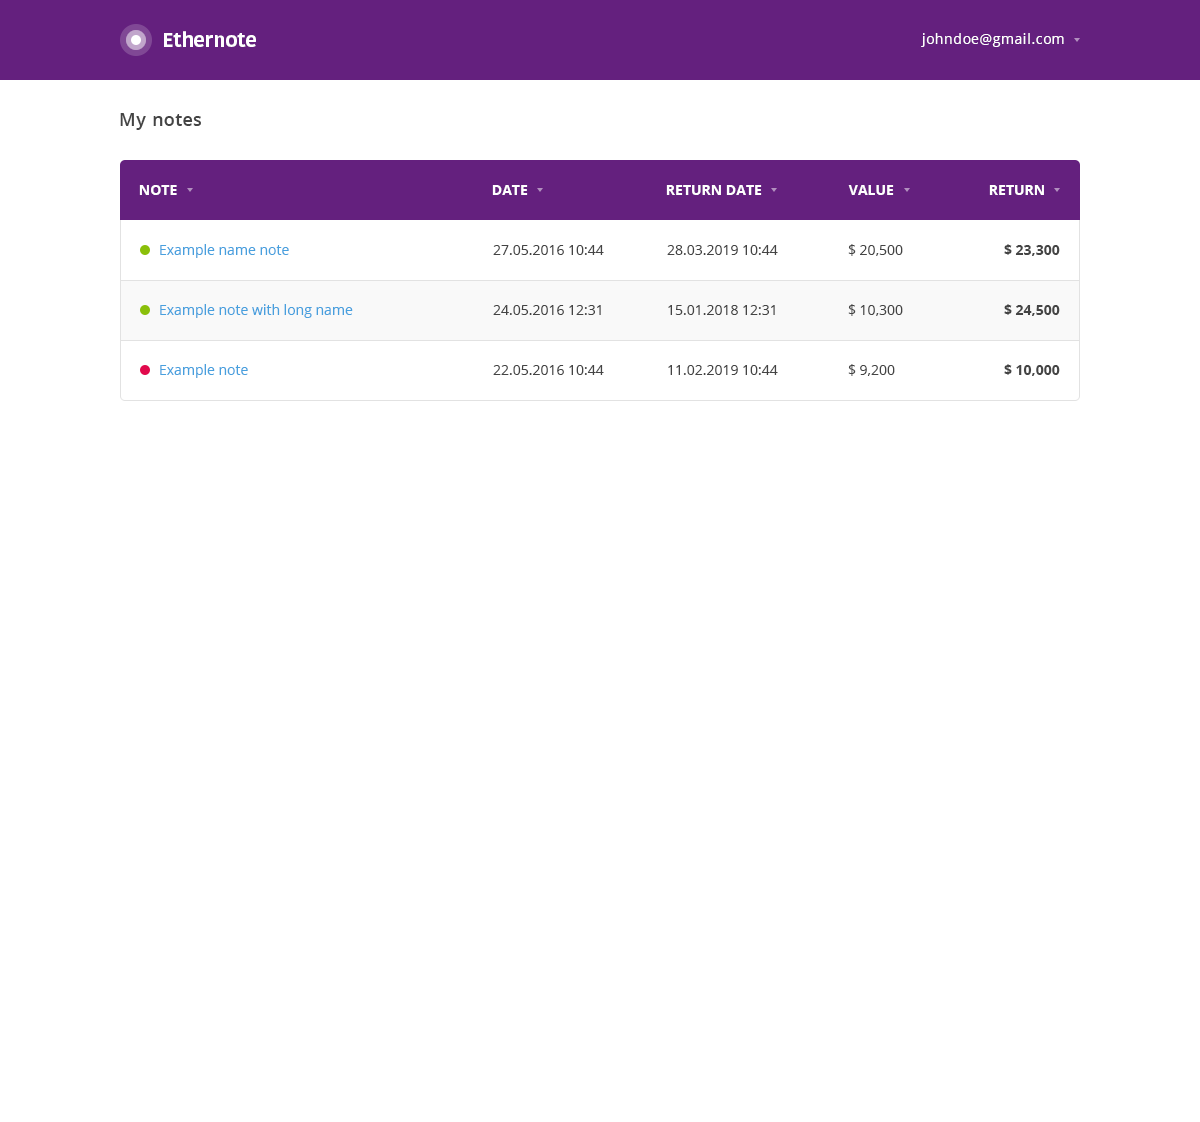 Ethernote johndoe@gmail.com
My notes
NOTE DATE RETURN DATE VALUE RETURN
Example name note 27.05.2016 10:44 28.03.2019 10:44 $ 20,500 $ 23,300
Example note with long name 24.05.2016 12:31 15.01.2018 12:31 $ 10,300 $ 24,500
Example note 22.05.2016 10:44 11.02.2019 10:44 $ 9,200 $ 10,000